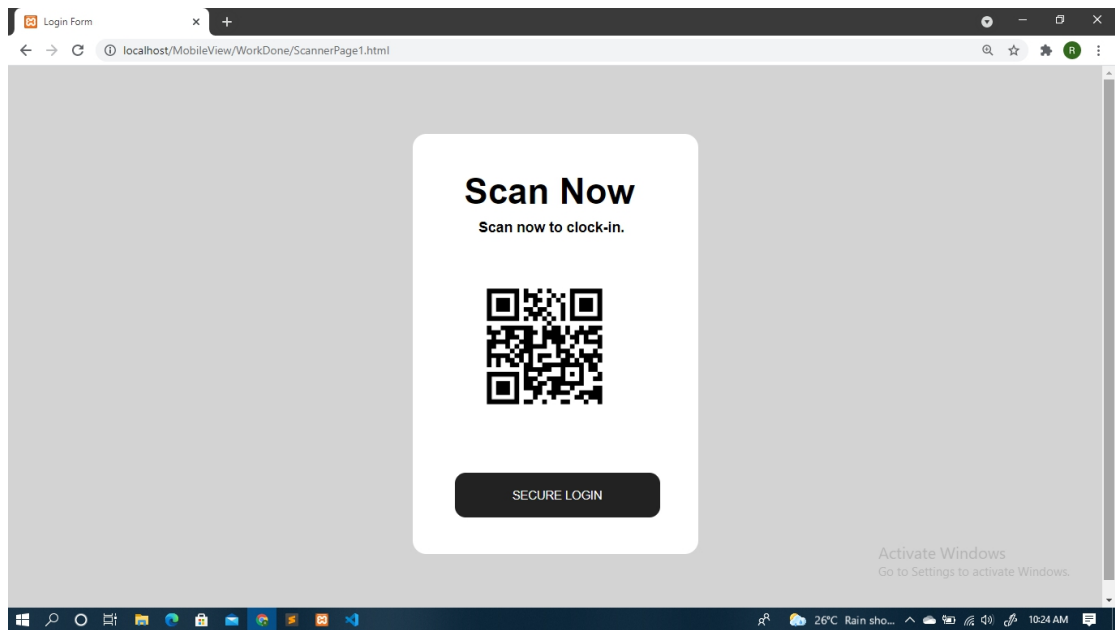 Login Form
localhost/MobileView/WorkDone/ScannerPage1.html
R
Scan Now
Scan now to clock-in.
SECURE LOGIN
Activate Windows
Go to Settings to activate Windows.
26°C Rain sho... 10:24 AM